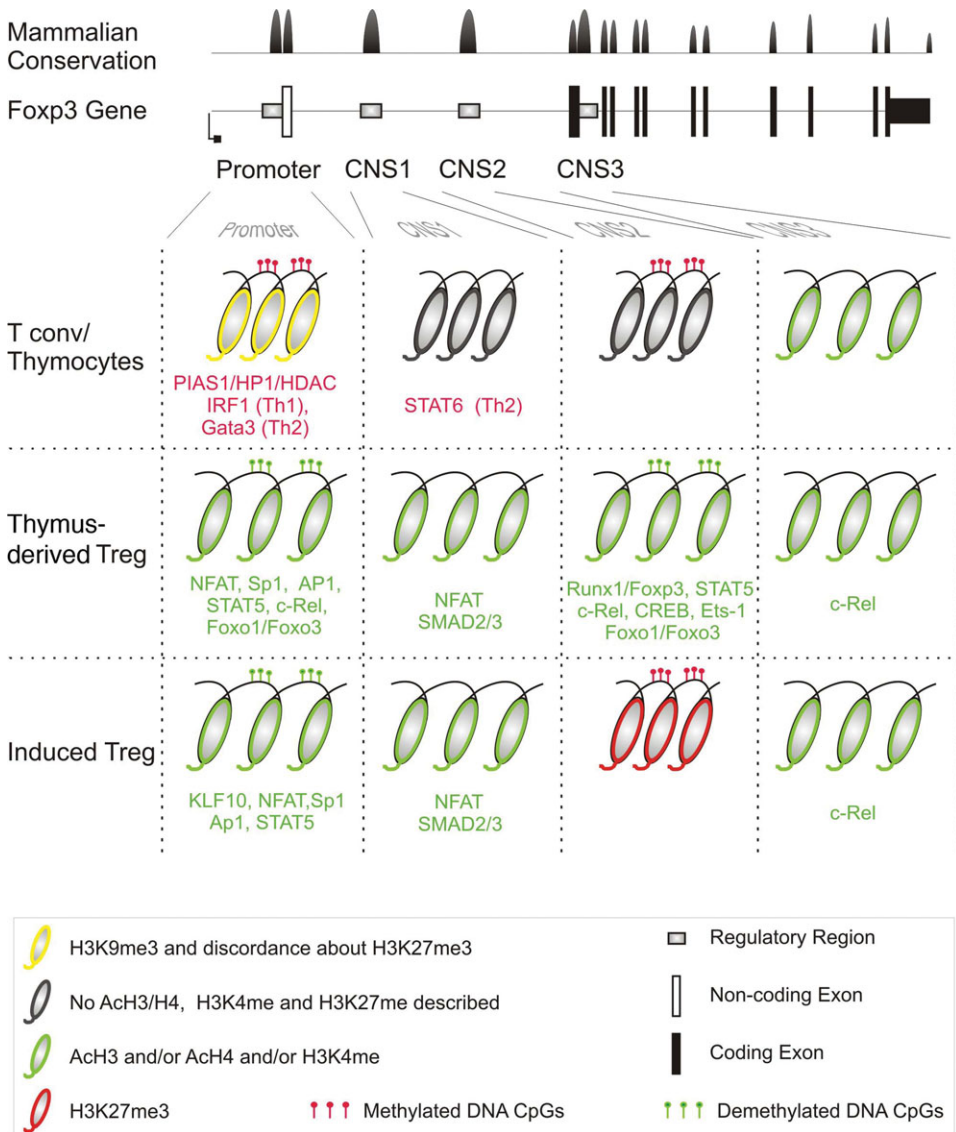 Mammalian
Conservation
Foxp3 Gene
Promoter CNS1 CNS2 CNS3
Promoter CNS1 CNS2 CNS3
T conv/
Thymocytes
PIAS1/HP1/HDAC
IRF1 (Th1),
Gata3 (Th2)
STAT6 (Th2)
Thymus-
derived Treg
NFAT, Sp1, AP1,
STAT5, c-Rel,
Foxo1/Foxo3
NFAT
SMAD2/3
Runx1/Foxp3, STAT5
c-Rel, CREB, Ets-1
Foxo1/Foxo3
c-Rel
Induced Treg
KLF10, NFAT,Sp1
Ap1, STAT5
NFAT
SMAD2/3
c-Rel
H3K9me3 and discordance about H3K27me3
No AcH3/H4, H3K4me and H3K27me described
AcH3 and/or AcH4 and/or H3K4me
H3K27me3
Methylated DNA CpGs
Regulatory Region
Non-coding Exon
Coding Exon
Demethylated DNA CpGs